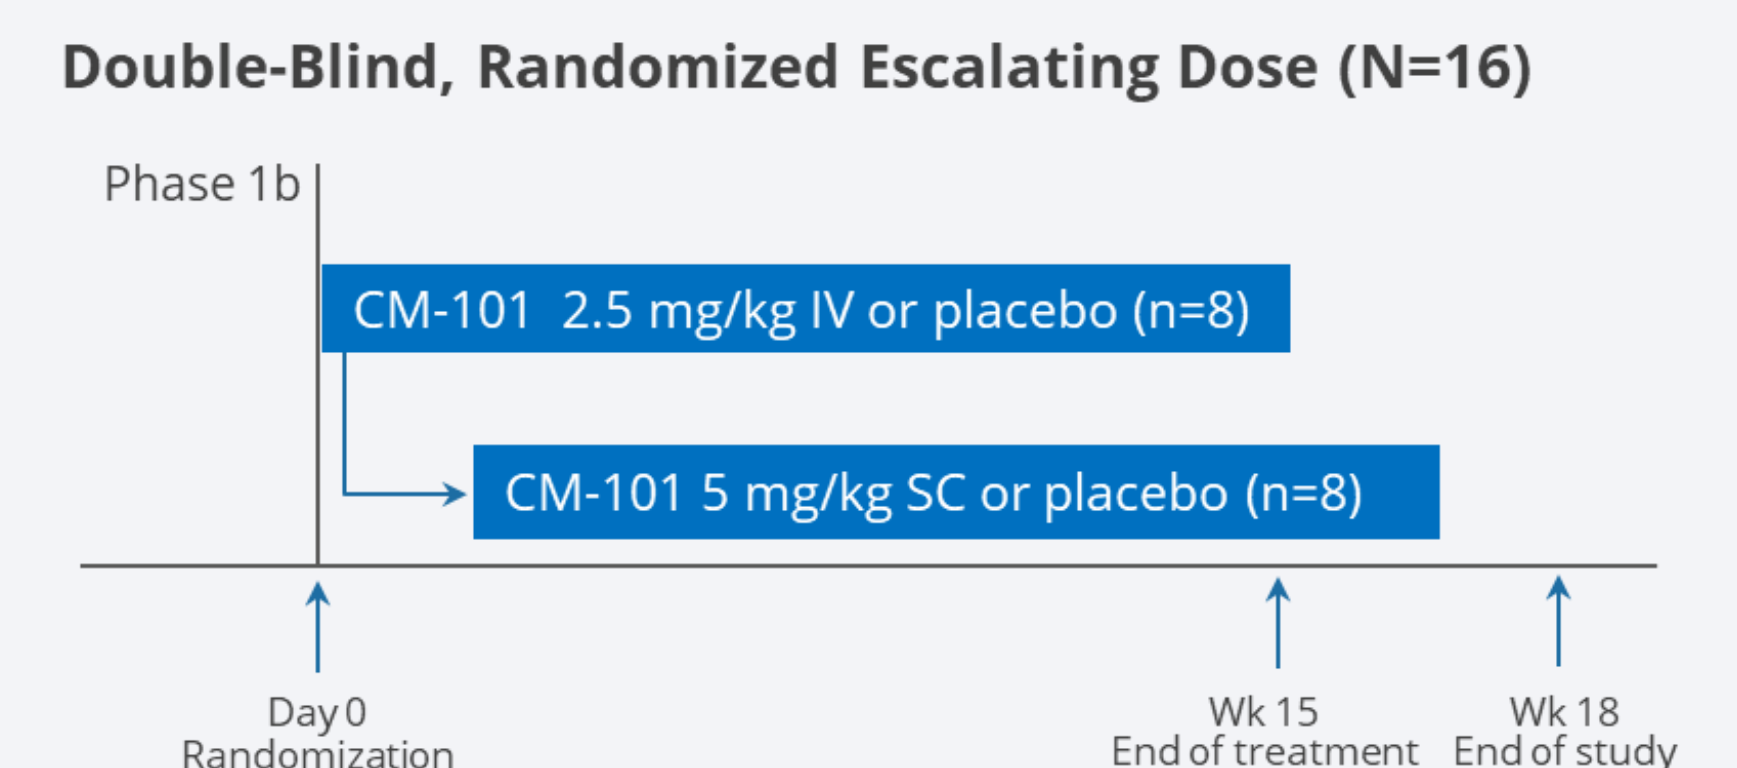 Double-Blind, Randomized Escalating Dose (N=16)
Phase 1b
CM-101 2.5 mg/kg IV or placebo (n=8)
CM-101 5 mg/kg SC or placebo (n=8)
Day 0
Randomization
Wk 15
End of treatment
Wk 18
End of study